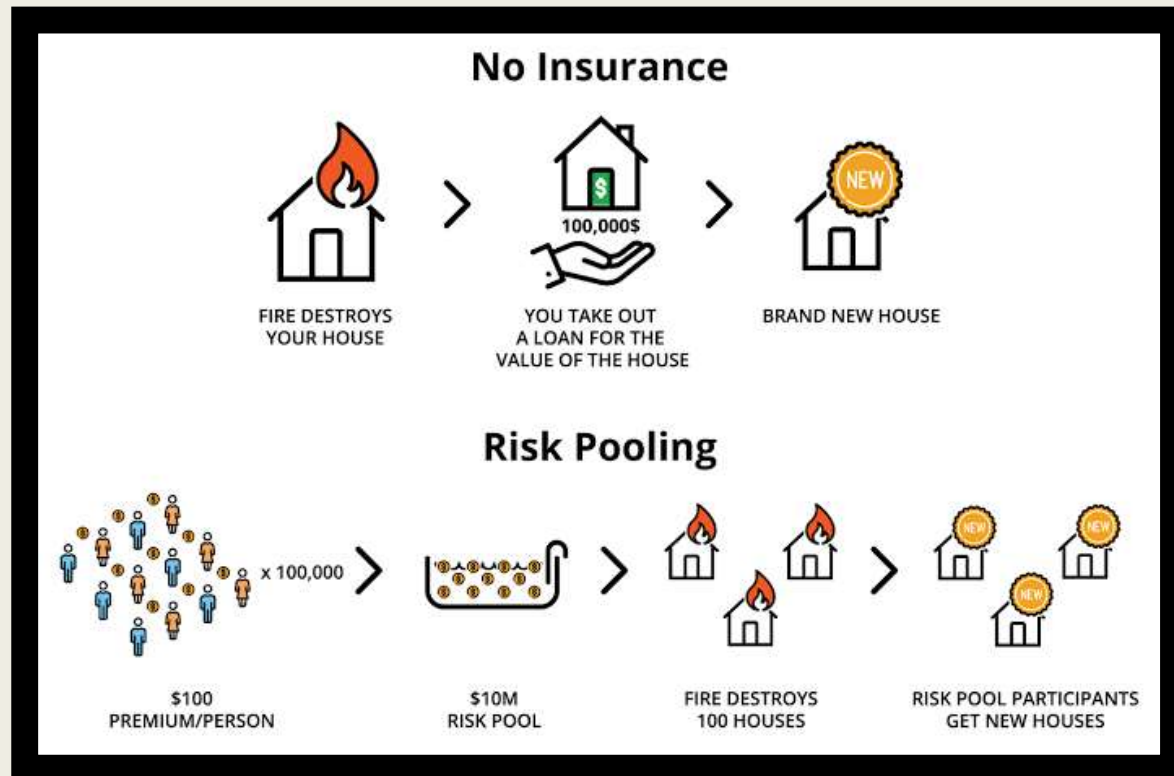 No Insurance
NEW
$
100,000$
FIRE DESTROYS
YOUR HOUSE
YOU TAKE OUT
A LOAN FOR THE
VALUE OF THE HOUSE
BRAND NEW HOUSE
Risk Pooling
NEW
NEW
x 100,000
NEW
$100
PREMIUM/PERSON
$10M
RISK POOL
FIRE DESTROYS
100 HOUSES
RISK POOL PARTICIPANTS
GET NEW HOUSES